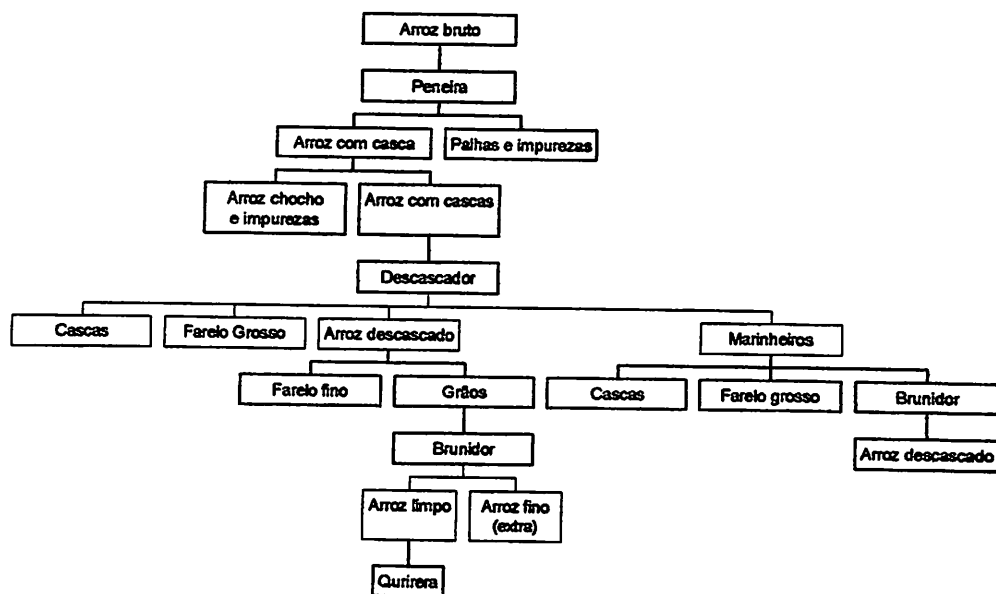 Arroz bruto
Peneira
Arroz com casca
Palhas e impurezas
Arroz chocho
e impurezas
Arroz com cascas
Descascador
Cascas
Farelo Grosso
Arroz descascado
Marinheiros
Farelo fino
Grãos
Cascas
Farelo grosso
Brunidor
Brunidor
Arroz descascado
Arroz limpo
Arroz fino
(extra)
Qurirera